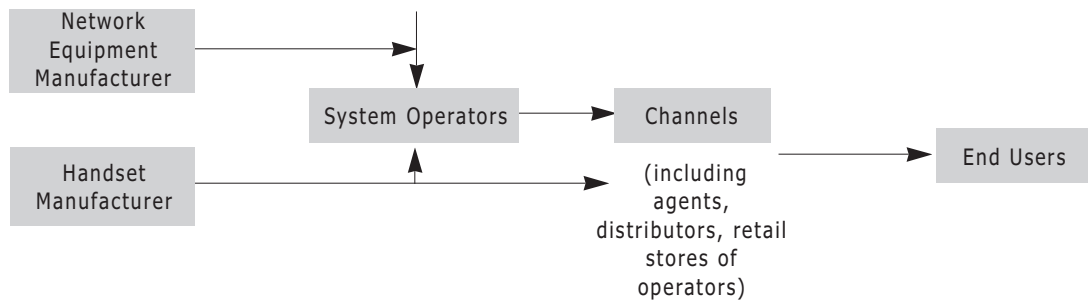 Network
Equipment
Manufacturer
System Operators
Channels
End Users
Handset
Manufacturer
(including
agents,
distributors, retail
stores of
operators)